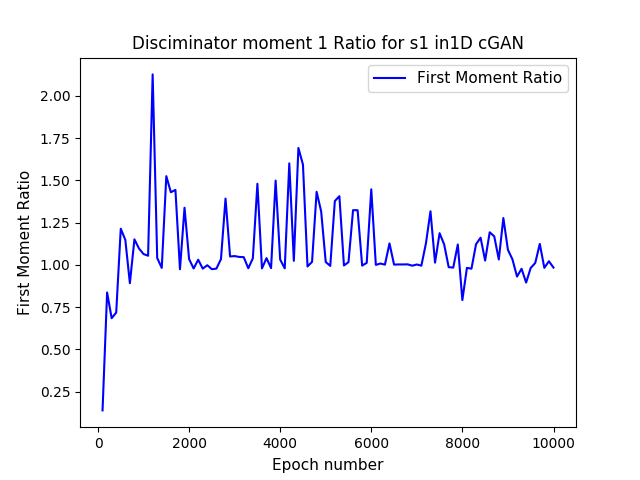 Disciminator moment 1 Ratio for s1 in1D cGAN
First Moment Ratio
2.00
1.75
1.50
1.25
1.00
0.75
0.50
0.25
First Moment Ratio
0 2000 4000 6000 8000 10000
Epoch number